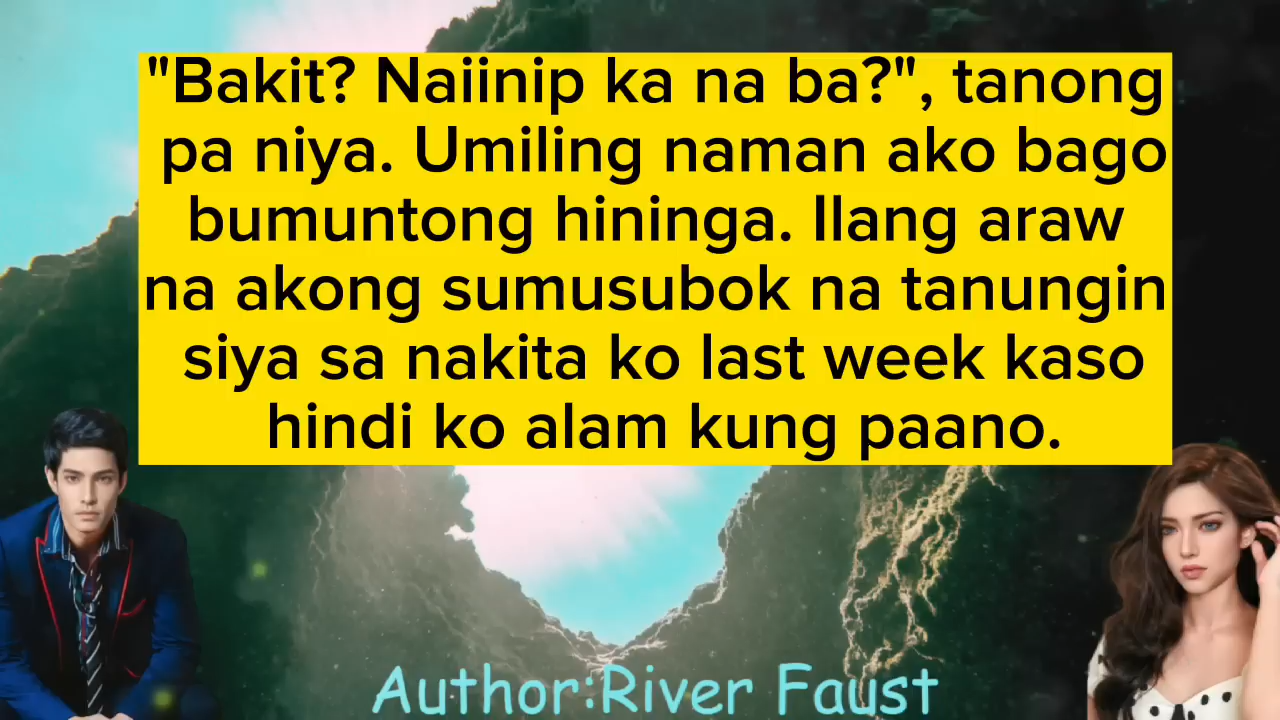 "Bakit? Naiinip ka na ba?", tanong
pa niya. Umiling naman ako bago
bumuntong hininga. Ilang araw
na akong sumusubok na tanungin
siya sa nakita ko last week kaso
hindi ko alam kung paano.
Author:River Faust